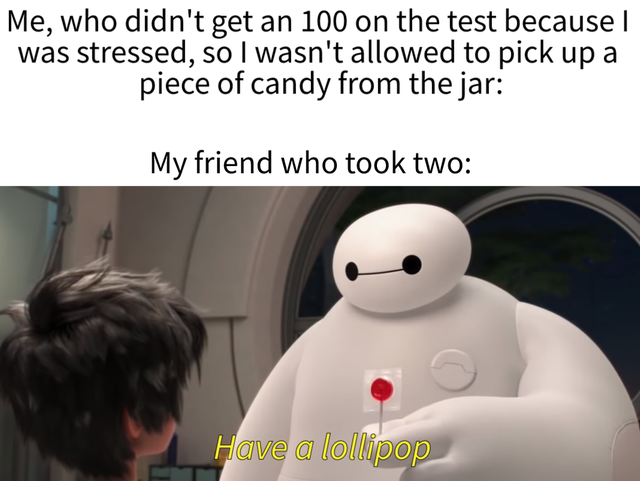 Me, who didn't get an 100 on the test because I
was stressed, so I wasn't allowed to pick up a
piece of candy from the jar:
My friend who took two:
Have a lollipop